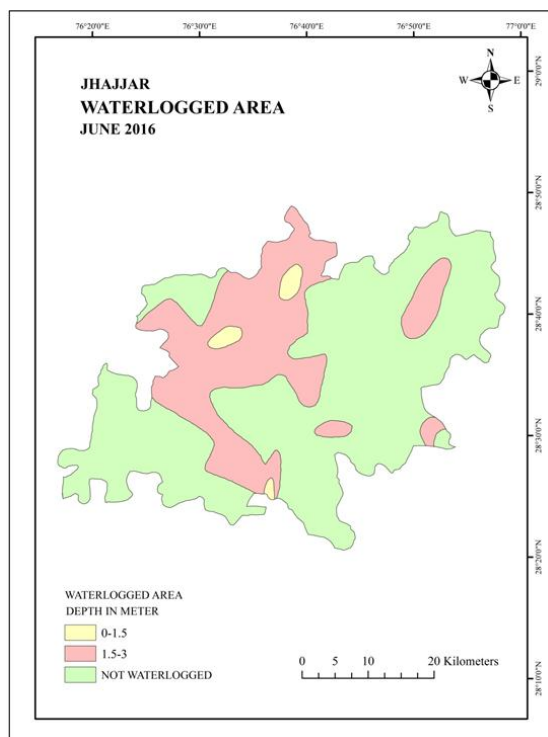 76°20'0"E 76°30'0"E 76°40'0"E 76°50'0"E 77°0'0"E
JHAJJAR
WATERLOGGED AREA
JUNE 2016
N
W E
S
29°0'0"N
28°50'0"N
28°40'0"N
28°30'0"N
28°20'0"N
28°10'0"N
WATERLOGGED AREA
DEPTH IN METER
0-1.5
1.5-3
NOT WATERLOGGED
0 5 10 20 Kilometers